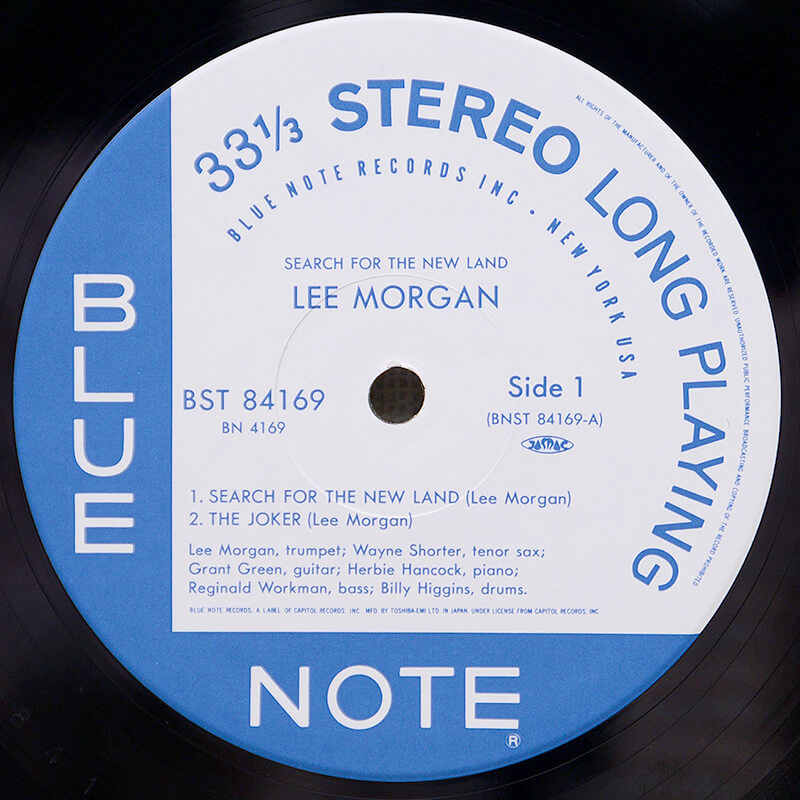 33⅓ STEREO LONG PLAYING
BLUE NOTE RECORDS INC • NEW YORK USA
ALL RIGHTS OF THE MANUFACTURER AND OF THE OWNER OF THE RECORDED WORK ARE RESERVED. UNAUTHORIZED PUBLIC PERFORMANCE, BROADCASTING AND COPYING OF THE RECORD PROHIBITED
SEARCH FOR THE NEW LAND
LEE MORGAN
BST 84169
BN 4169
Side 1
(BNST 84169-A)
JASRAC
1. SEARCH FOR THE NEW LAND (Lee Morgan)
2. THE JOKER (Lee Morgan)
Lee Morgan, trumpet; Wayne Shorter, tenor sax;
Grant Green, guitar; Herbie Hancock, piano;
Reginald Workman, bass; Billy Higgins, drums.
BLUE NOTE RECORDS, A LABEL OF CAPITOL RECORDS, INC. MFD. BY TOSHIBA-EMI LTD. IN JAPAN. UNDER LICENSE FROM CAPITOL RECORDS, INC.
BLUE
NOTE
®